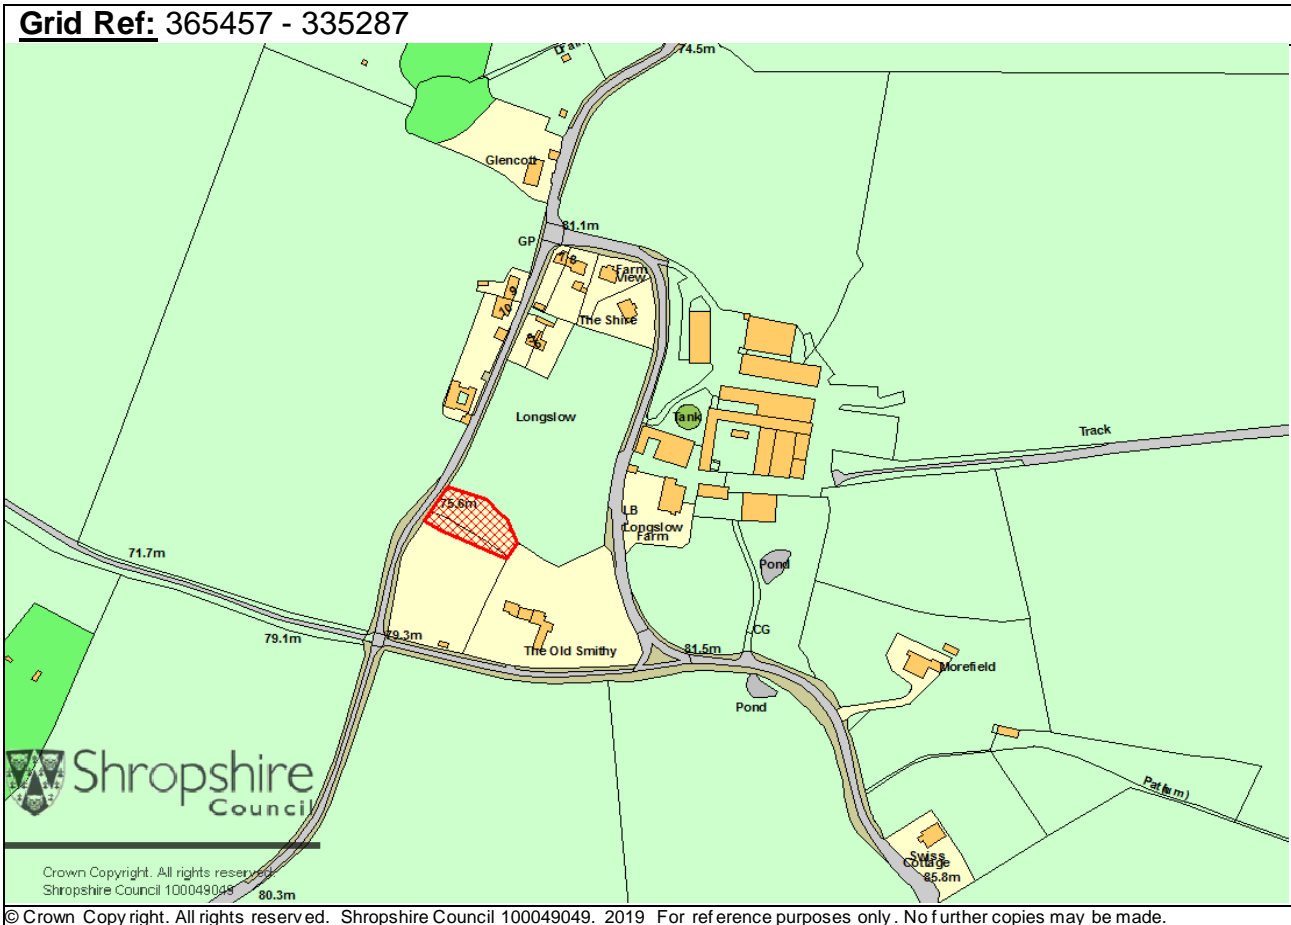 Grid Ref: 365457 - 335287
74.5m
Glencott
81.1m
GP
7
8
Farm
View
9
10
The Shire
Longslow
Tank
Track
75.6m
LB
Longslow
Farm
71.7m
Pond
79.1m
79.3m
CG
The Old Smithy
81.5m
Morefield
Pond
Shropshire
Council
Path (um)
Swiss
Cottage
85.8m
Crown Copyright. All rights reserved.
Shropshire Council 100049049
80.3m
© Crown Copyright. All rights reserved. Shropshire Council 100049049. 2019 For reference purposes only. No further copies may be made.